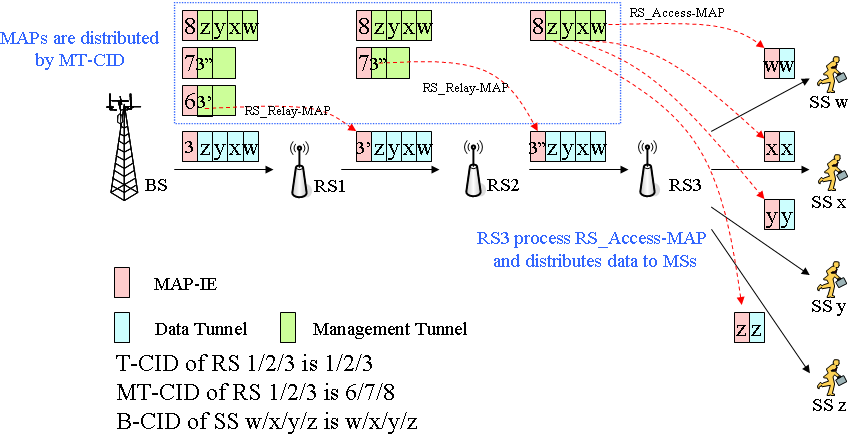 MAPs are distributed
by MT-CID
8 z y x w
8 z y x w
8 z y x w
RS_Access-MAP
7 3”
7 3”
w w
RS_Relay-MAP
6 3’
RS_Relay-MAP
SS w
3 z y x w
3’ z y x w
3” z y x w
x x
BS
RS1
RS2
RS3
SS x
y y
RS3 process RS_Access-MAP
and distributes data to MSs
MAP-IE
SS y
Data Tunnel
Management Tunnel
z z
T-CID of RS 1/2/3 is 1/2/3
MT-CID of RS 1/2/3 is 6/7/8
SS z
B-CID of SS w/x/y/z is w/x/y/z